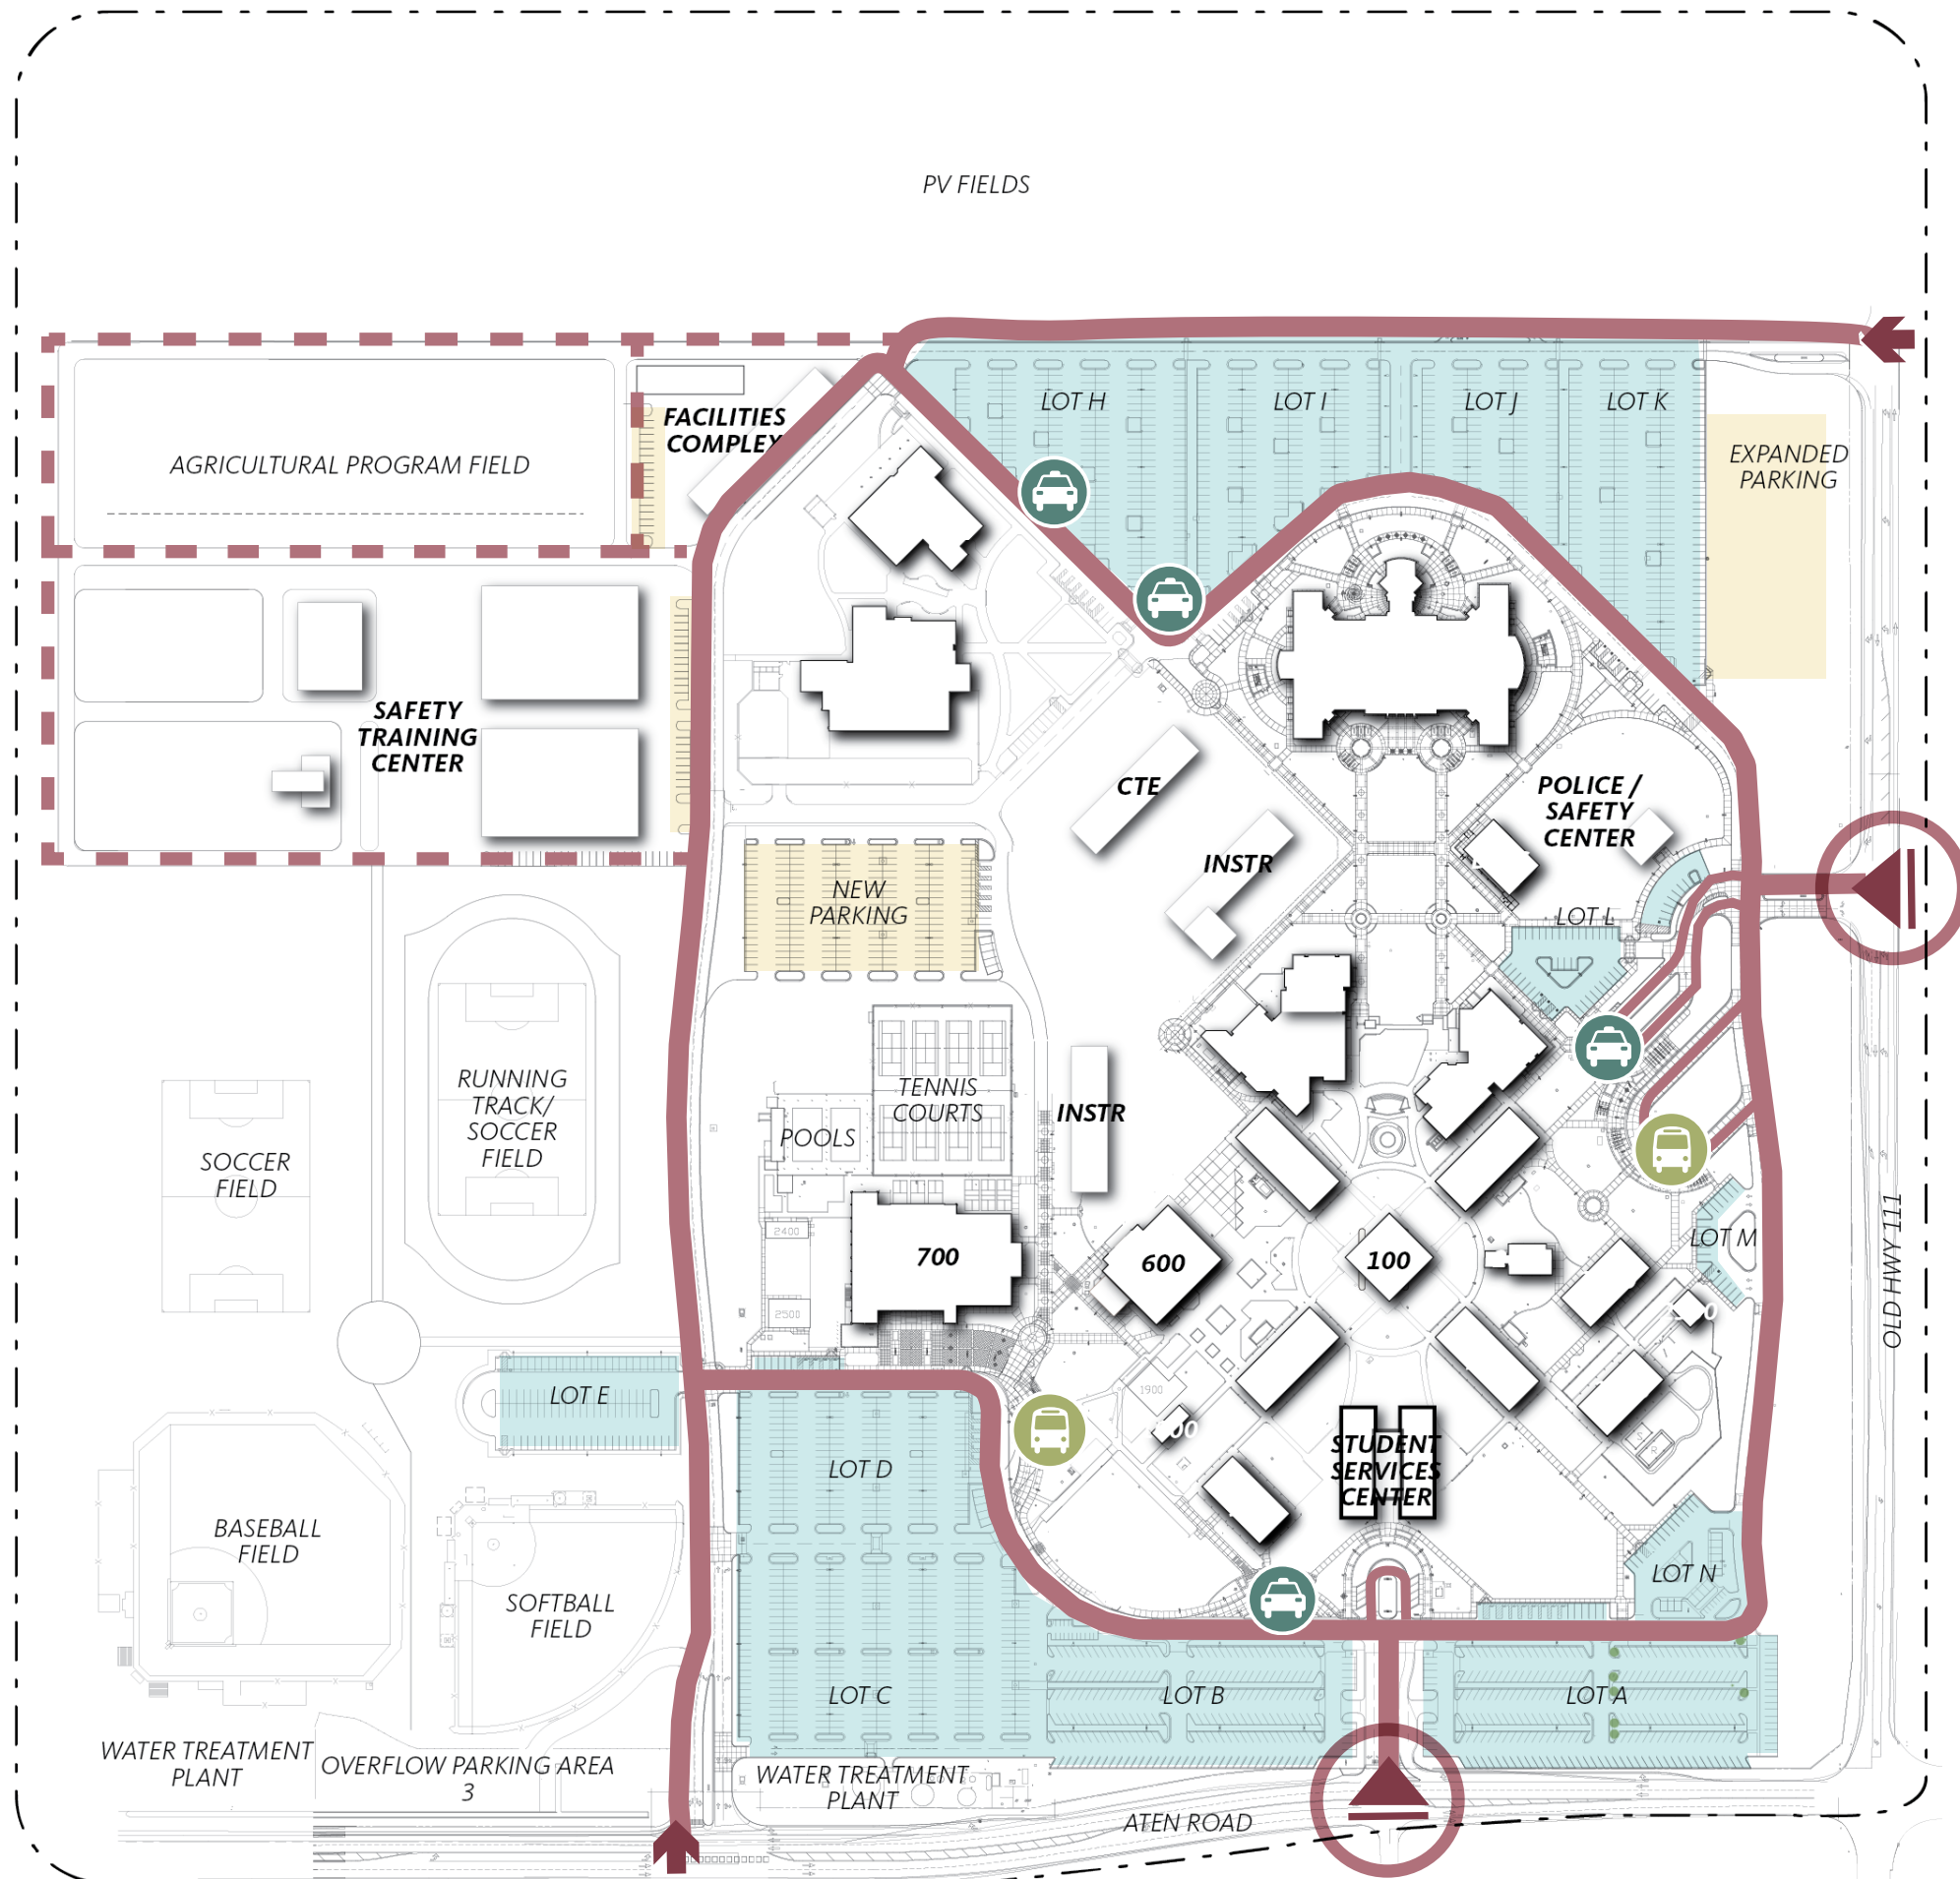 PV FIELDS
LOT H
LOT I
LOT J
LOT K
FACILITIES
COMPLEX
AGRICULTURAL PROGRAM FIELD
EXPANDED
PARKING
SAFETY
TRAINING
CENTER
CTE
POLICE /
SAFETY
CENTER
INSTR
NEW
PARKING
LOT L
RUNNING
TRACK/
SOCCER
FIELD
TENNIS
COURTS
INSTR
POOLS
SOCCER
FIELD
2400
700
600
100
LOT M
OLD HWY 111
2500
LOT E
1900
LOT D
STUDENT
SERVICES
CENTER
BASEBALL
FIELD
SOFTBALL
FIELD
LOT N
LOT C
LOT B
LOT A
WATER TREATMENT
PLANT
OVERFLOW PARKING AREA
3
WATER TREATMENT
PLANT
ATEN ROAD